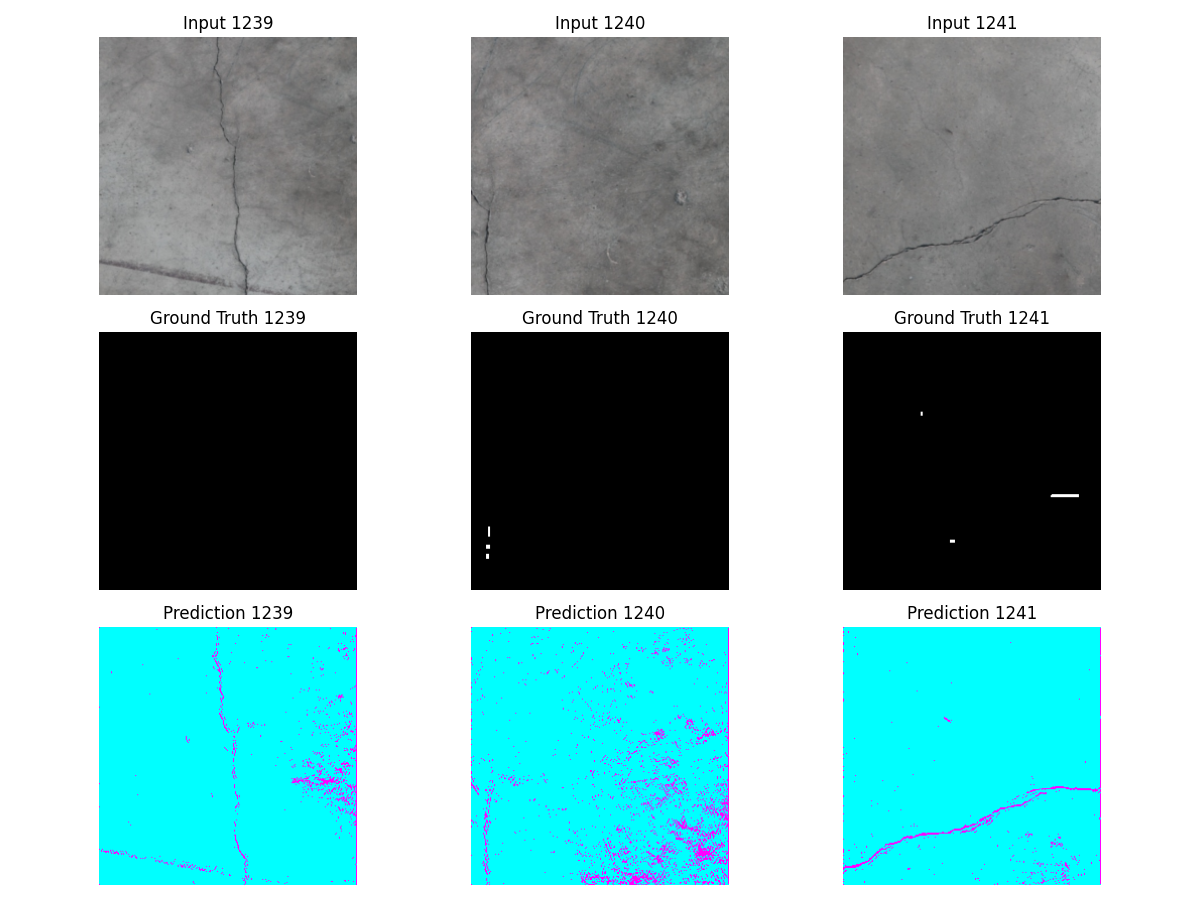 Input 1239
Input 1240
Input 1241
Ground Truth 1239
Ground Truth 1240
Ground Truth 1241
Prediction 1239
Prediction 1240
Prediction 1241